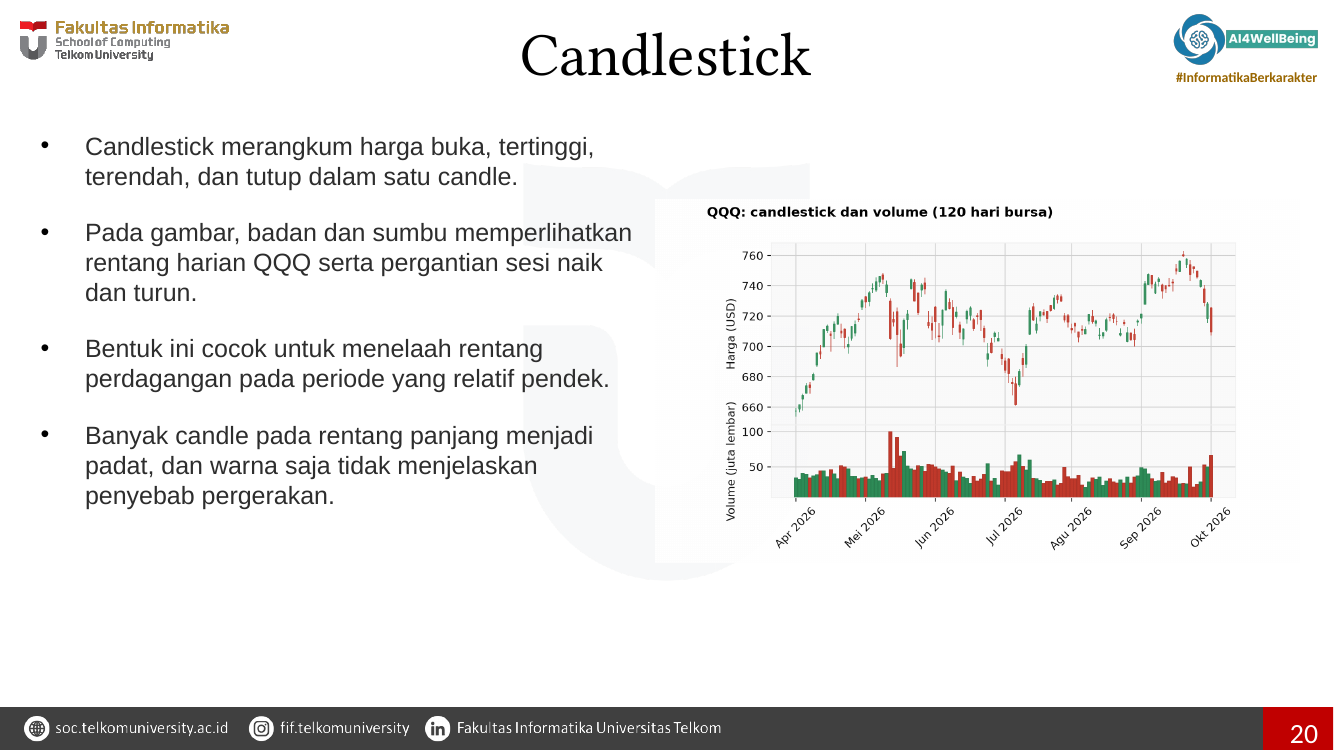 Fakultas Informatika
School of Computing
Telkom University
Candlestick
AI4WellBeing
#InformatikaBerkarakter
• Candlestick merangkum harga buka, tertinggi,
terendah, dan tutup dalam satu candle.
• Pada gambar, badan dan sumbu memperlihatkan
rentang harian QQQ serta pergantian sesi naik
dan turun.
• Bentuk ini cocok untuk menelaah rentang
perdagangan pada periode yang relatif pendek.
• Banyak candle pada rentang panjang menjadi
padat, dan warna saja tidak menjelaskan
penyebab pergerakan.
QQQ: candlestick dan volume (120 hari bursa)
Harga (USD)
760
740
720
700
680
660
Volume (juta lembar)
100
50
Apr 2026
Mei 2026
Jun 2026
Jul 2026
Agu 2026
Sep 2026
Okt 2026
soc.telkomuniversity.ac.id
fif.telkomuniversity
in Fakultas Informatika Universitas Telkom
20